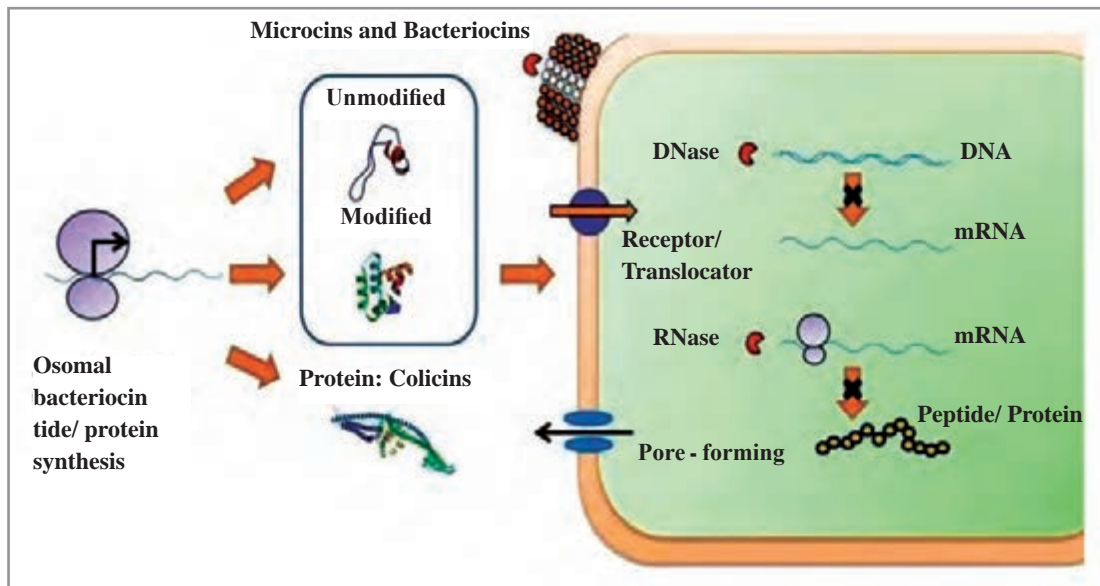 Microcins and Bacteriocins
Unmodified
Modified
Osomal
bacteriocin
tide/ protein
synthesis
Protein: Colicins
DNase
DNA
Receptor/
Translocator
mRNA
RNase
mRNA
Peptide/ Protein
Pore - forming